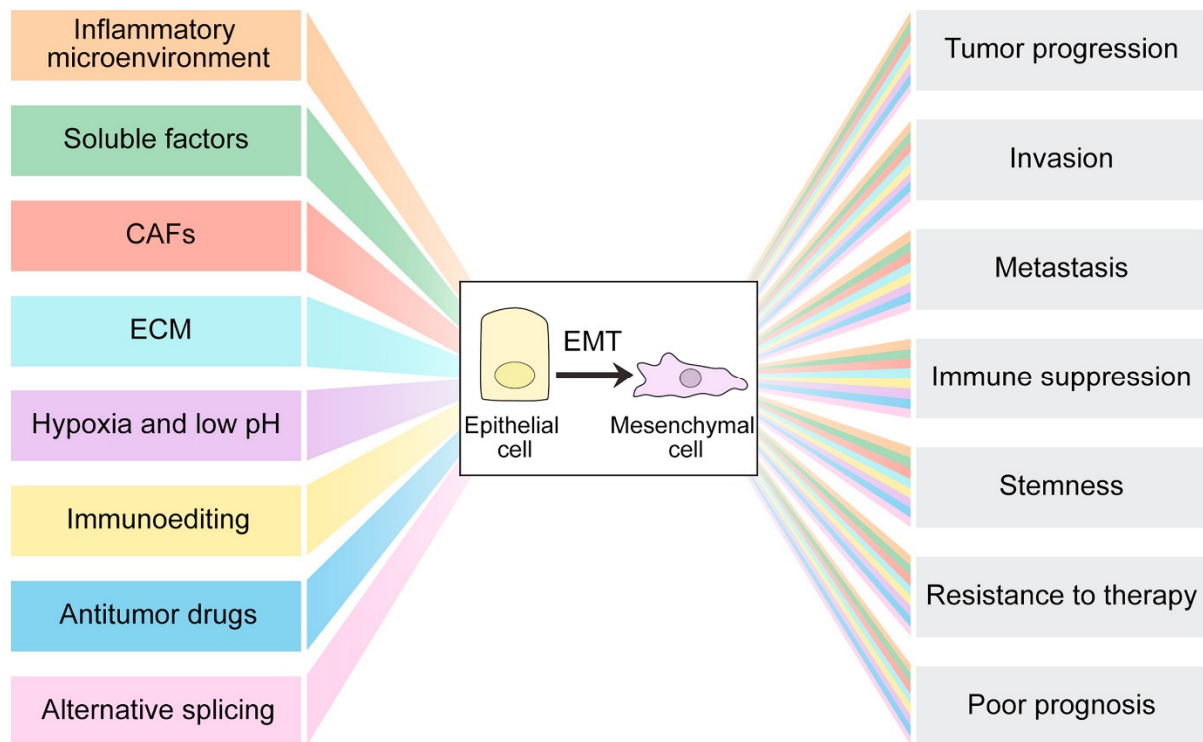 Inflammatory
microenvironment
Soluble factors
CAFs
ECM
Hypoxia and low pH
Immunoediting
Antitumor drugs
Alternative splicing
EMT
Epithelial
cell
Mesenchymal
cell
Tumor progression
Invasion
Metastasis
Immune suppression
Stemness
Resistance to therapy
Poor prognosis